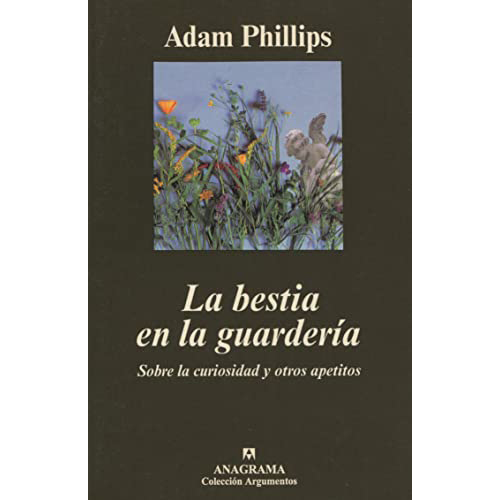 Adam Phillips
La bestia
en la guardería
Sobre la curiosidad y otros apetitos
ANAGRAMA
Colección Argumentos